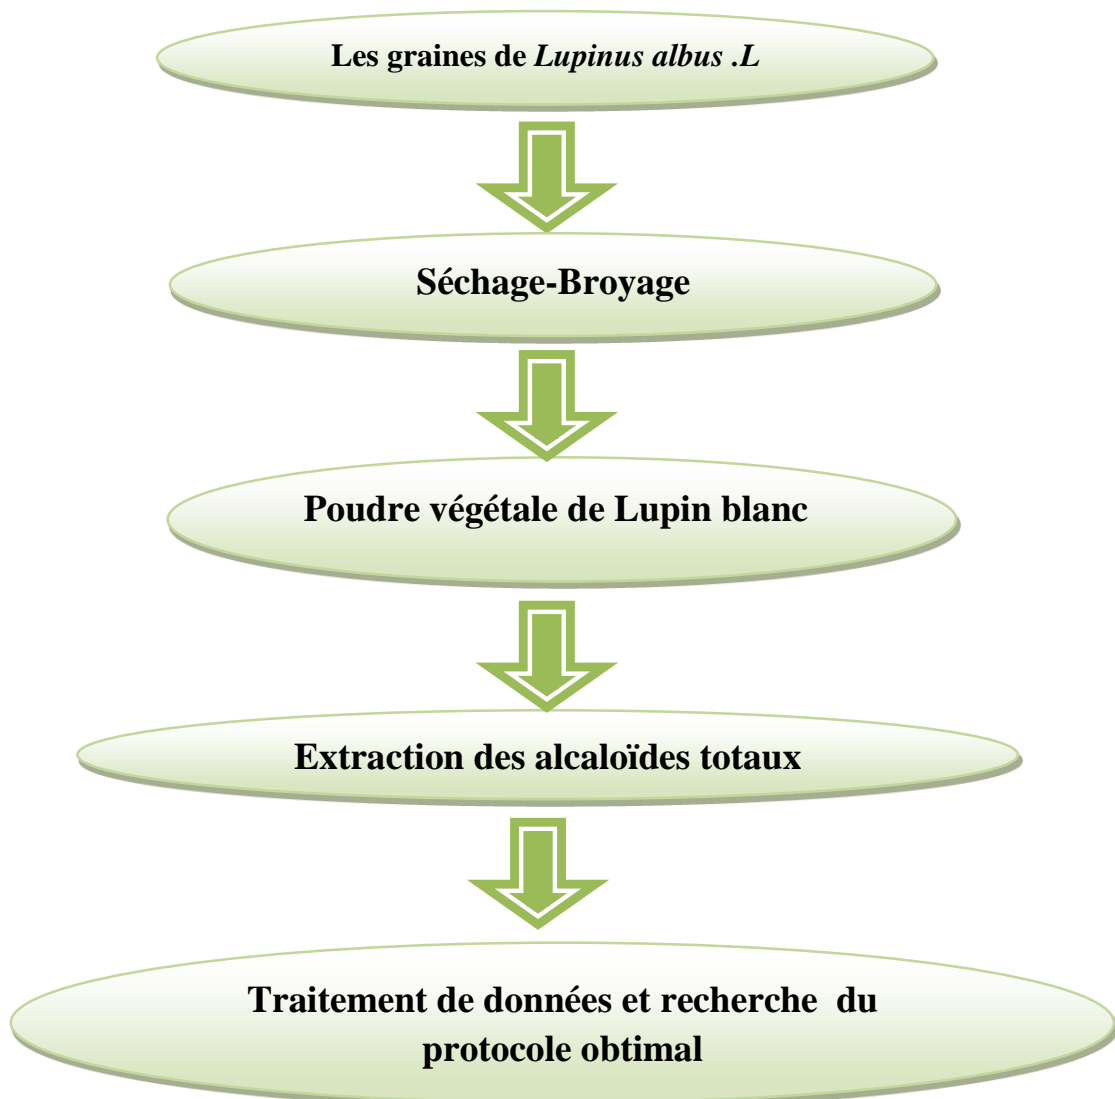 Les graines de Lupinus albus .L
Séchage-Broyage
Poudre végétale de Lupin blanc
Extraction des alcaloïdes totaux
Traitement de données et recherche du
protocole obtimal